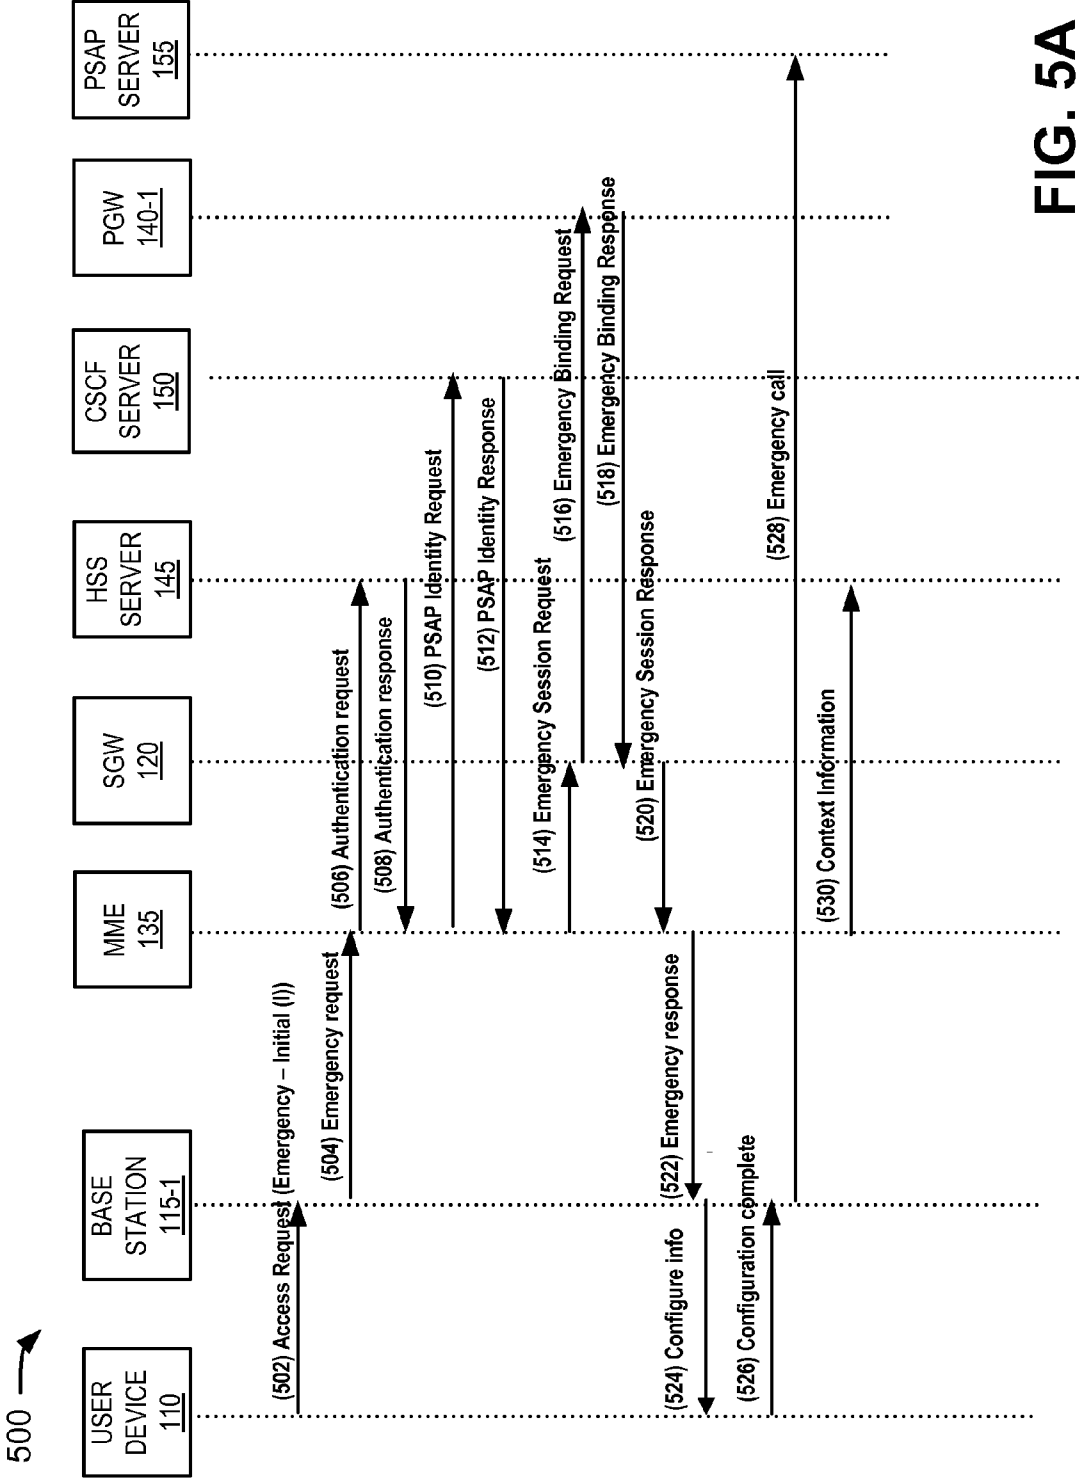 500
USER
DEVICE
110
BASE
STATION
115-1
MME
135
SGW
120
HSS
SERVER
145
CSCF
SERVER
150
PGW
140-1
PSAP
SERVER
155
(502) Access Request (Emergency – Initial (I))
(504) Emergency request
(506) Authentication request
(508) Authentication response
(510) PSAP Identity Request
(512) PSAP Identity Response
(514) Emergency Session Request
(516) Emergency Binding Request
(518) Emergency Binding Response
(520) Emergency Session Response
(522) Emergency response
(524) Configure info
(526) Configuration complete
(528) Emergency call
(530) Context Information
FIG. 5A